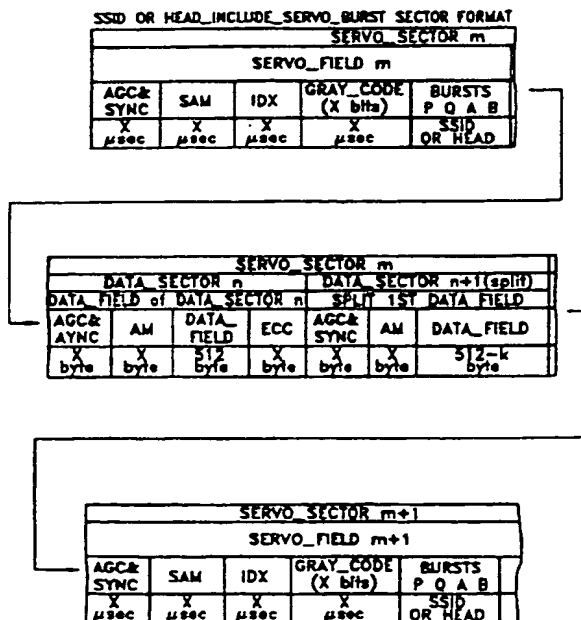 SSID OR HEAD_INCLUDE_SERVO_BURST SECTOR FORMAT
SERVO_SECTOR m
SERVO_FIELD m
AGC& SYNC SAM IDX GRAY_CODE (X bits) BURSTS P Q A B
X µsec X µsec X µsec X µsec SSID OR HEAD
SERVO_SECTOR m
DATA_SECTOR n DATA_SECTOR n+1(split)
DATA_FIELD of DATA_SECTOR n SPLIT 1ST DATA_FIELD
AGC& AYNC AM DATA_ FIELD ECC AGC& SYNC AM DATA_FIELD
X byte X byte 512 byte X byte X byte X byte 512-k byte
SERVO_SECTOR m+1
SERVO_FIELD m+1
AGC& SYNC SAM IDX GRAY_CODE (X bits) BURSTS P Q A B
X µsec X µsec X µsec X µsec SSID OR HEAD